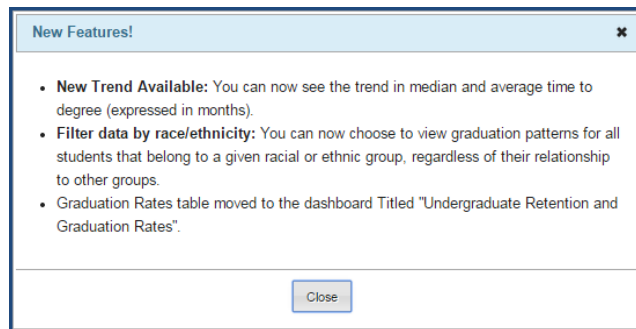 New Features!
✖
• New Trend Available: You can now see the trend in median and average time to
degree (expressed in months).
• Filter data by race/ethnicity: You can now choose to view graduation patterns for all
students that belong to a given racial or ethnic group, regardless of their relationship
to other groups.
• Graduation Rates table moved to the dashboard Titled "Undergraduate Retention and
Graduation Rates".
Close